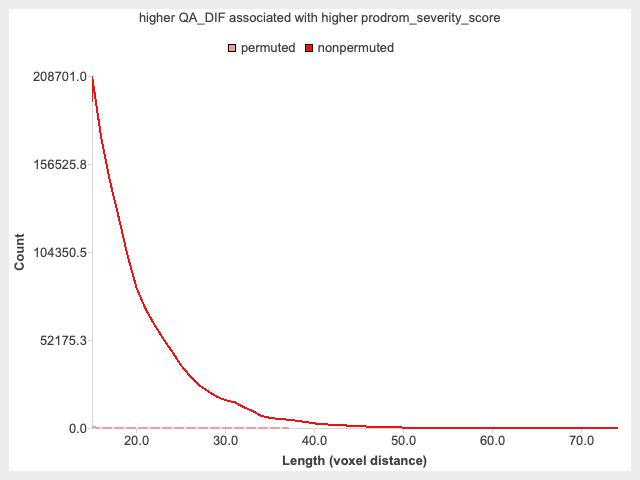 higher QA_DIF associated with higher prodrom_severity_score
permuted nonpermuted
208701.0
156525.8
104350.5
52175.3
0.0
Count
20.0 30.0 40.0 50.0 60.0 70.0
Length (voxel distance)